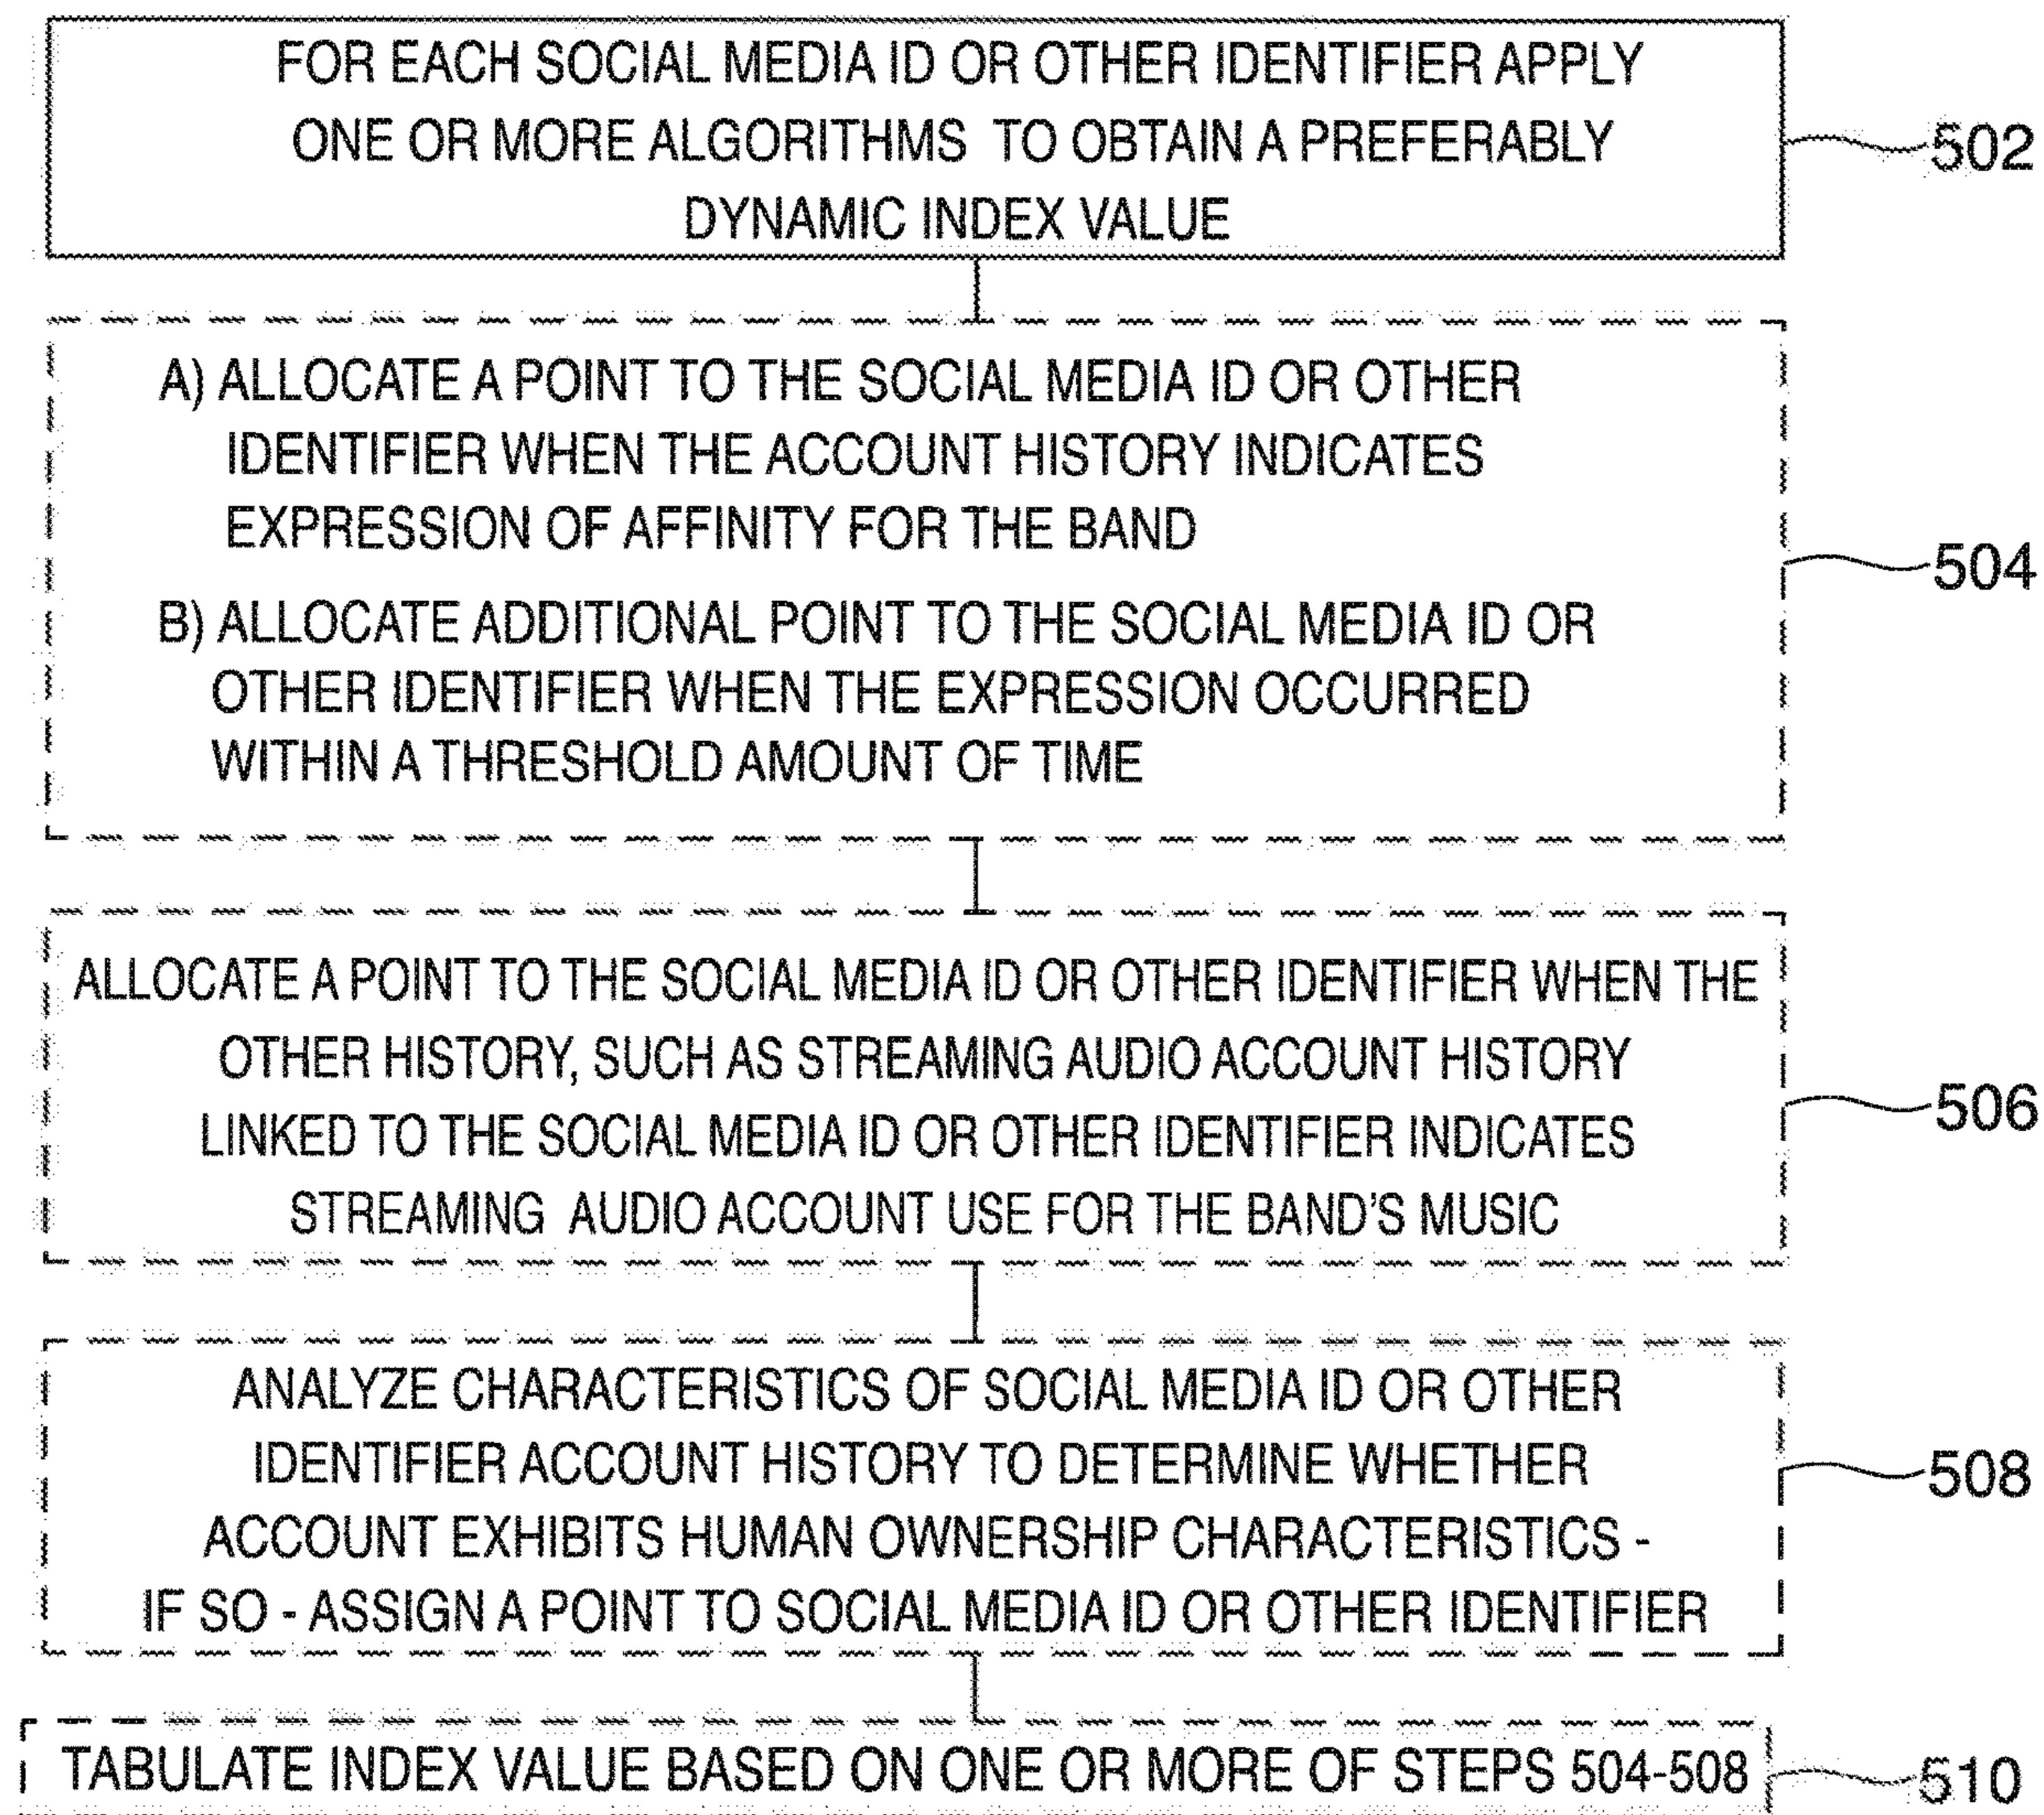 FOR EACH SOCIAL MEDIA ID OR OTHER IDENTIFIER APPLY
ONE OR MORE ALGORITHMS TO OBTAIN A PREFERABLY
DYNAMIC INDEX VALUE
502
A) ALLOCATE A POINT TO THE SOCIAL MEDIA ID OR OTHER
IDENTIFIER WHEN THE ACCOUNT HISTORY INDICATES
EXPRESSION OF AFFINITY FOR THE BAND
B) ALLOCATE ADDITIONAL POINT TO THE SOCIAL MEDIA ID OR
OTHER IDENTIFIER WHEN THE EXPRESSION OCCURRED
WITHIN A THRESHOLD AMOUNT OF TIME
504
ALLOCATE A POINT TO THE SOCIAL MEDIA ID OR OTHER IDENTIFIER WHEN THE
OTHER HISTORY, SUCH AS STREAMING AUDIO ACCOUNT HISTORY
LINKED TO THE SOCIAL MEDIA ID OR OTHER IDENTIFIER INDICATES
STREAMING AUDIO ACCOUNT USE FOR THE BAND'S MUSIC
506
ANALYZE CHARACTERISTICS OF SOCIAL MEDIA ID OR OTHER
IDENTIFIER ACCOUNT HISTORY TO DETERMINE WHETHER
ACCOUNT EXHIBITS HUMAN OWNERSHIP CHARACTERISTICS -
IF SO - ASSIGN A POINT TO SOCIAL MEDIA ID OR OTHER IDENTIFIER
508
TABULATE INDEX VALUE BASED ON ONE OR MORE OF STEPS 504-508
510